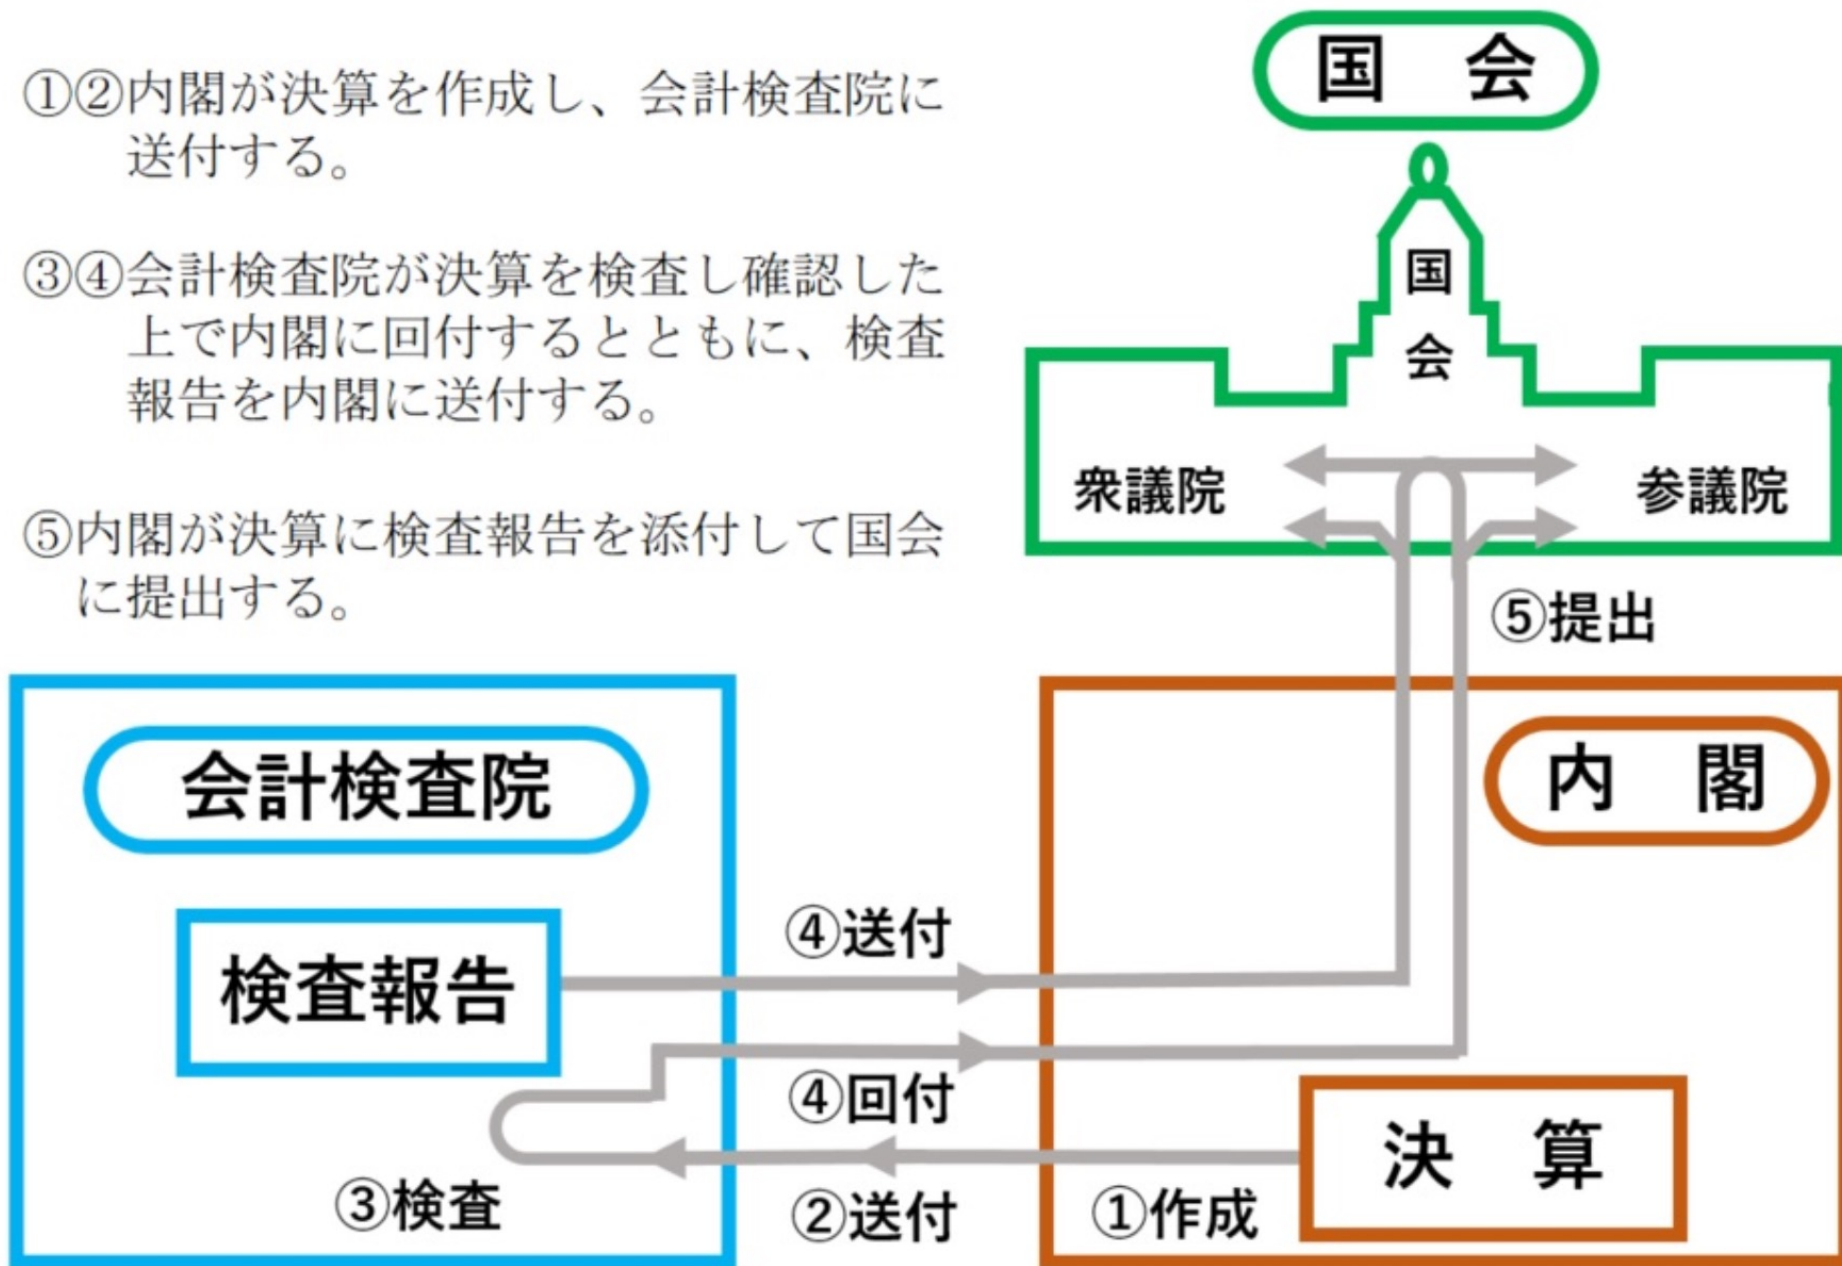 ①②内閣が決算を作成し、会計検査院に
送付する。
③④会計検査院が決算を検査し確認した
上で内閣に回付するとともに、検査
報告を内閣に送付する。
⑤内閣が決算に検査報告を添付して国会
に提出する。
国　会
国
会
衆議院
参議院
⑤提出
会計検査院
内　閣
検査報告
④送付
④回付
決　算
③検査
②送付
①作成